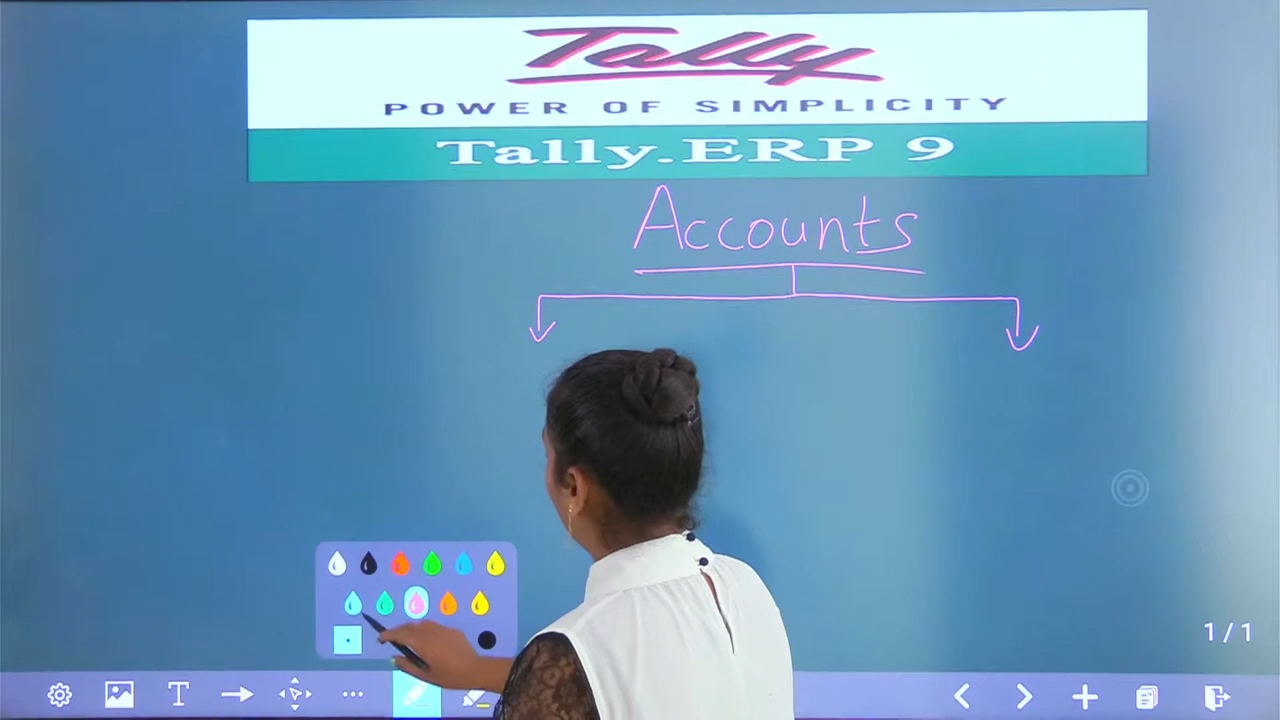 Tally
POWER OF SIMPLICITY
Tally.ERP 9
Accounts
1/1
T